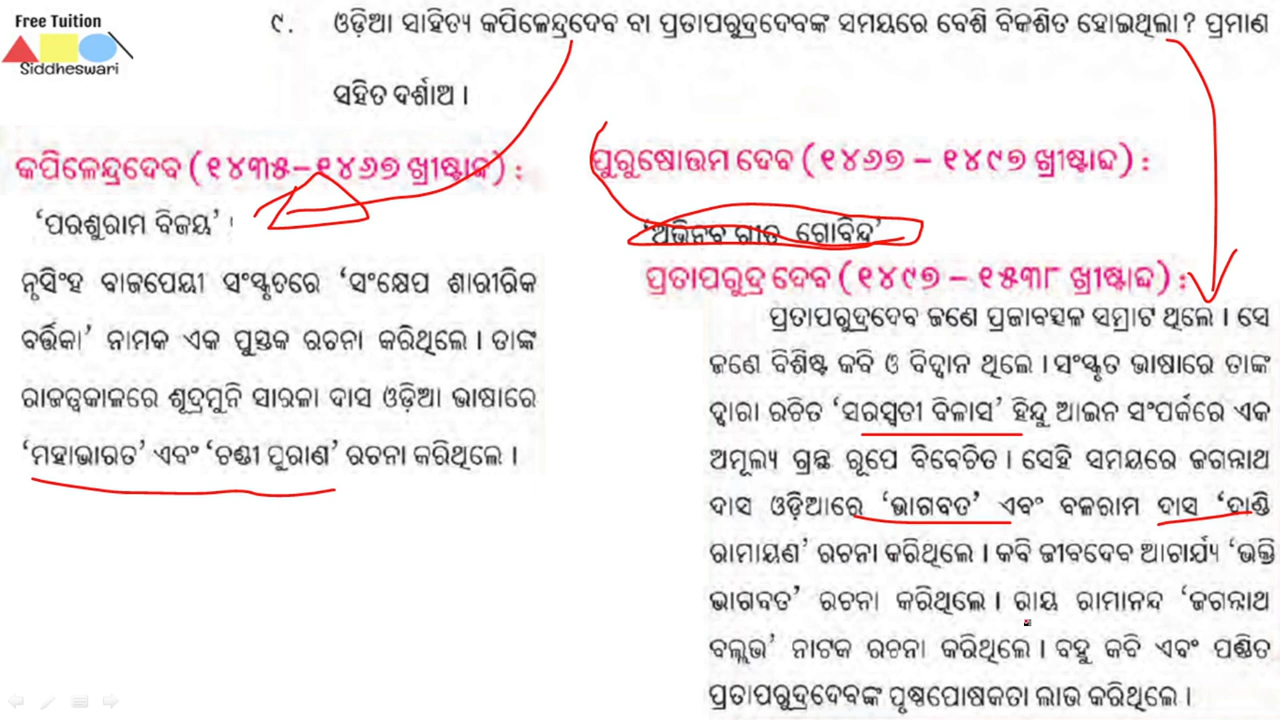 Free Tuition
Siddheswari
୯. ଓଡ଼ିଆ ସାହିତ୍ୟ କପିଳେନ୍ଦ୍ରଦେବ ବା ପ୍ରତାପରୁଦ୍ରଦେବଙ୍କ ସମୟରେ ବେଶି ବିକଶିତ ହୋଇଥିଲା? ପ୍ରମାଣ
ସହିତ ଦର୍ଶାଅ।
କପିଳେନ୍ଦ୍ରଦେବ (୧୪୩୫–୧୪୬୭ ଖ୍ରୀଷ୍ଟାବ୍ଦ) :
‘ପରଶୁରାମ ବିଜୟ’ ।
ନୃସିଂହ ବାଜପେୟୀ ସଂସ୍କୃତରେ ‘ସଂକ୍ଷେପ ଶାରୀରିକ
ବର୍ତ୍ତିକା’ ନାମକ ଏକ ପୁସ୍ତକ ରଚନା କରିଥିଲେ। ତାଙ୍କ
ରାଜତ୍ୱକାଳରେ ଶୂଦ୍ରମୁନି ସାରଳା ଦାସ ଓଡ଼ିଆ ଭାଷାରେ
‘ମହାଭାରତ’ ଏବଂ ‘ଚଣ୍ଡୀ ପୁରାଣ’ ରଚନା କରିଥିଲେ।
ପୁରୁଷୋତ୍ତମ ଦେବ (୧୪୬୭ – ୧୪୯୭ ଖ୍ରୀଷ୍ଟାବ୍ଦ) :
‘ଅଭିନବ ଗୀତ ଗୋବିନ୍ଦ’
ପ୍ରତାପରୁଦ୍ର ଦେବ (୧୪୯୭ – ୧୫୩୮ ଖ୍ରୀଷ୍ଟାବ୍ଦ) :
ପ୍ରତାପରୁଦ୍ରଦେବ ଜଣେ ପ୍ରଜାବତ୍ସଳ ସମ୍ରାଟ ଥିଲେ। ସେ
ଜଣେ ବିଶିଷ୍ଟ କବି ଓ ବିଦ୍ୱାନ ଥିଲେ। ସଂସ୍କୃତ ଭାଷାରେ ତାଙ୍କ
ଦ୍ୱାରା ରଚିତ ‘ସରସ୍ୱତୀ ବିଳାସ’ ହିନ୍ଦୁ ଆଇନ ସଂପର୍କରେ ଏକ
ଅମୂଲ୍ୟ ଗ୍ରନ୍ଥ ରୂପେ ବିବେଚିତ। ସେହି ସମୟରେ ଜଗନ୍ନାଥ
ଦାସ ଓଡ଼ିଆରେ ‘ଭାଗବତ’ ଏବଂ ବଳରାମ ଦାସ ‘ଦାଣ୍ଡି
ରାମାୟଣ’ ରଚନା କରିଥିଲେ। କବି ଜୀବଦେବ ଆଚାର୍ଯ୍ୟ ‘ଭକ୍ତି
ଭାଗବତ’ ରଚନା କରିଥିଲେ। ରାୟ ରାମାନନ୍ଦ ‘ଜଗନ୍ନାଥ
ବଲ୍ଲଭ’ ନାଟକ ରଚନା କରିଥିଲେ। ବହୁ କବି ଏବଂ ପଣ୍ଡିତ
ପ୍ରତାପରୁଦ୍ରଦେବଙ୍କ ପୃଷ୍ଠପୋଷକତା ଲାଭ କରିଥିଲେ।